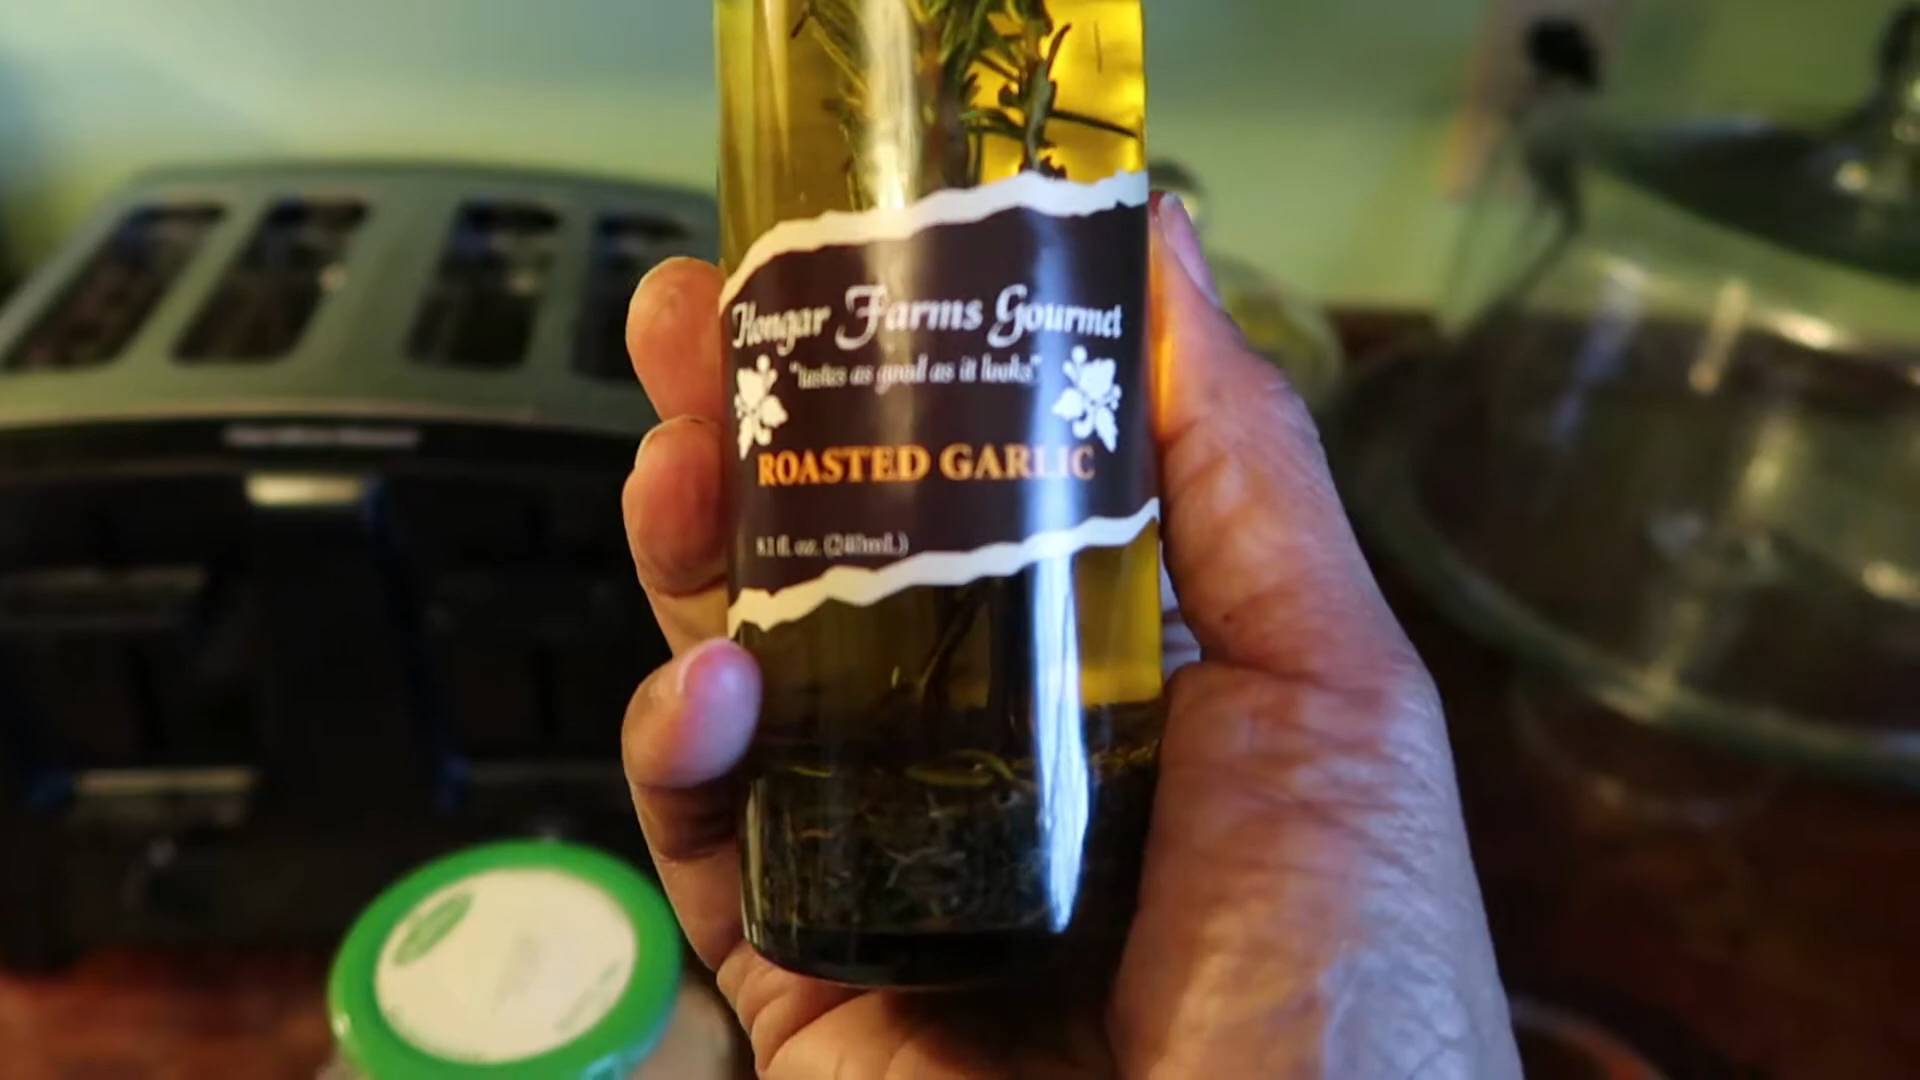 Hongar Farms Gourmet
"tastes as good as it looks"
ROASTED GARLIC
8.1 fl. oz. (240mL)